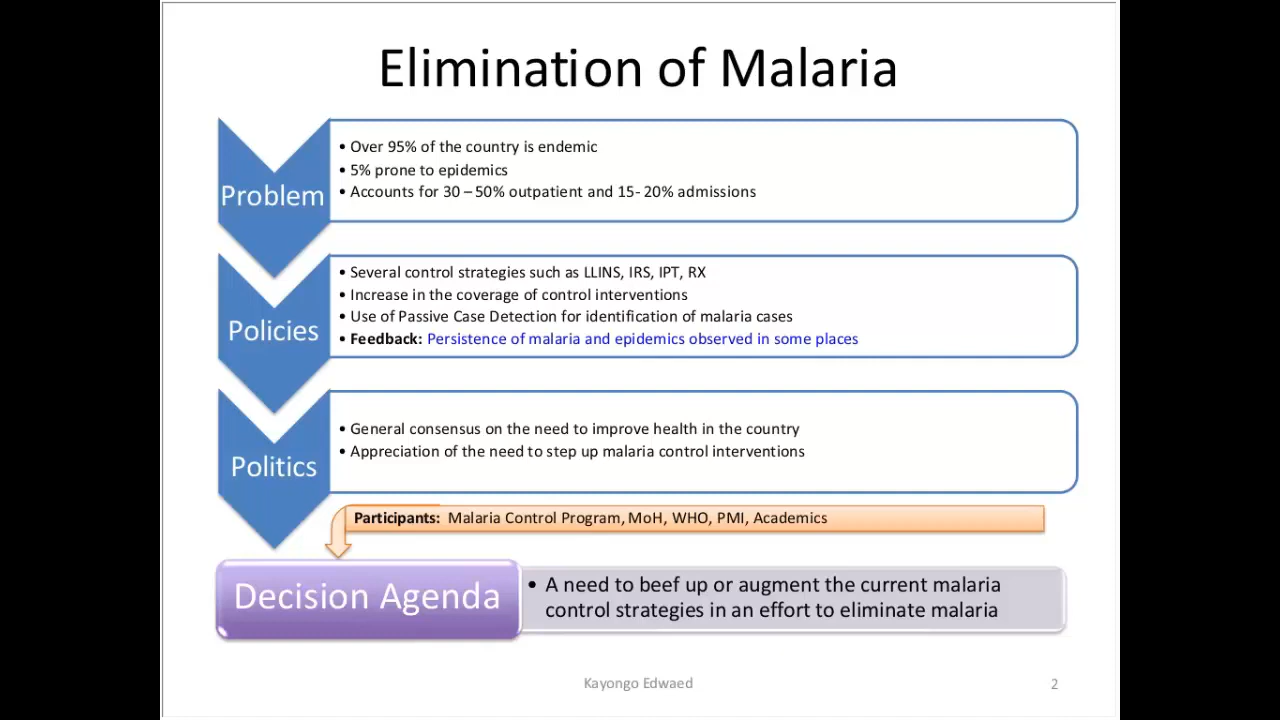 Elimination of Malaria
Problem
• Over 95% of the country is endemic
• 5% prone to epidemics
• Accounts for 30 – 50% outpatient and 15- 20% admissions
Policies
• Several control strategies such as LLINS, IRS, IPT, RX
• Increase in the coverage of control interventions
• Use of Passive Case Detection for identification of malaria cases
• Feedback: Persistence of malaria and epidemics observed in some places
Politics
• General consensus on the need to improve health in the country
• Appreciation of the need to step up malaria control interventions
Participants: Malaria Control Program, MoH, WHO, PMI, Academics
Decision Agenda
• A need to beef up or augment the current malaria
control strategies in an effort to eliminate malaria
Kayongo Edwaed
2